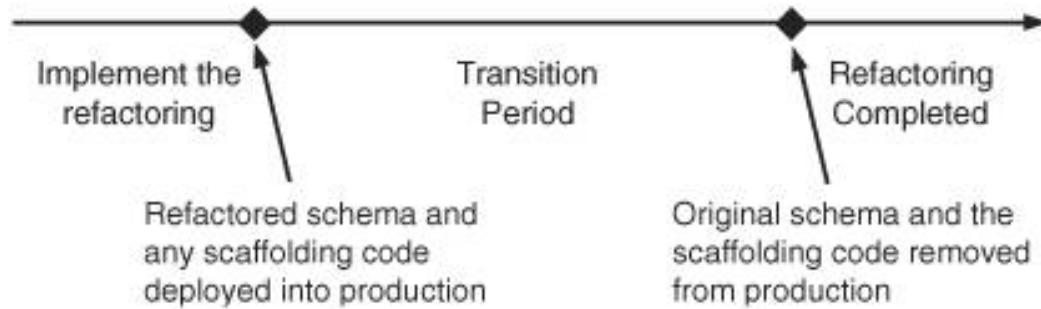 Implement the
refactoring
Transition
Period
Refactoring
Completed
Refactored schema and
any scaffolding code
deployed into production
Original schema and the
scaffolding code removed
from production